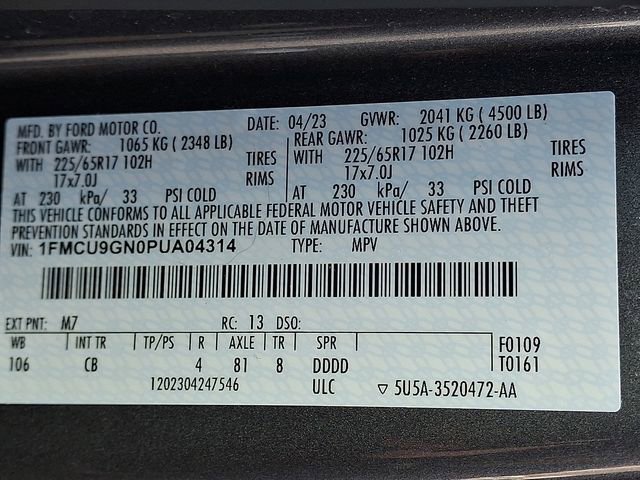 MFD. BY FORD MOTOR CO. DATE: 04/23 GVWR: 2041 KG ( 4500 LB)
FRONT GAWR: 1065 KG ( 2348 LB) REAR GAWR: 1025 KG ( 2260 LB)
WITH 225/65R17 102H TIRES WITH 225/65R17 102H TIRES
17x7.0J RIMS 17x7.0J RIMS
AT 230 kPa/ 33 PSI COLD AT 230 kPa/ 33 PSI COLD
THIS VEHICLE CONFORMS TO ALL APPLICABLE FEDERAL MOTOR VEHICLE SAFETY AND THEFT
PREVENTION STANDARDS IN EFFECT ON THE DATE OF MANUFACTURE SHOWN ABOVE.
VIN: 1FMCU9GN0PUA04314 TYPE: MPV
EXT PNT: M7 RC: 13 DSO:
WB INT TR TP/PS R AXLE TR SPR F0109
106 CB 4 81 8 DDDD T0161
1202304247546 ULC ▽ 5U5A-3520472-AA